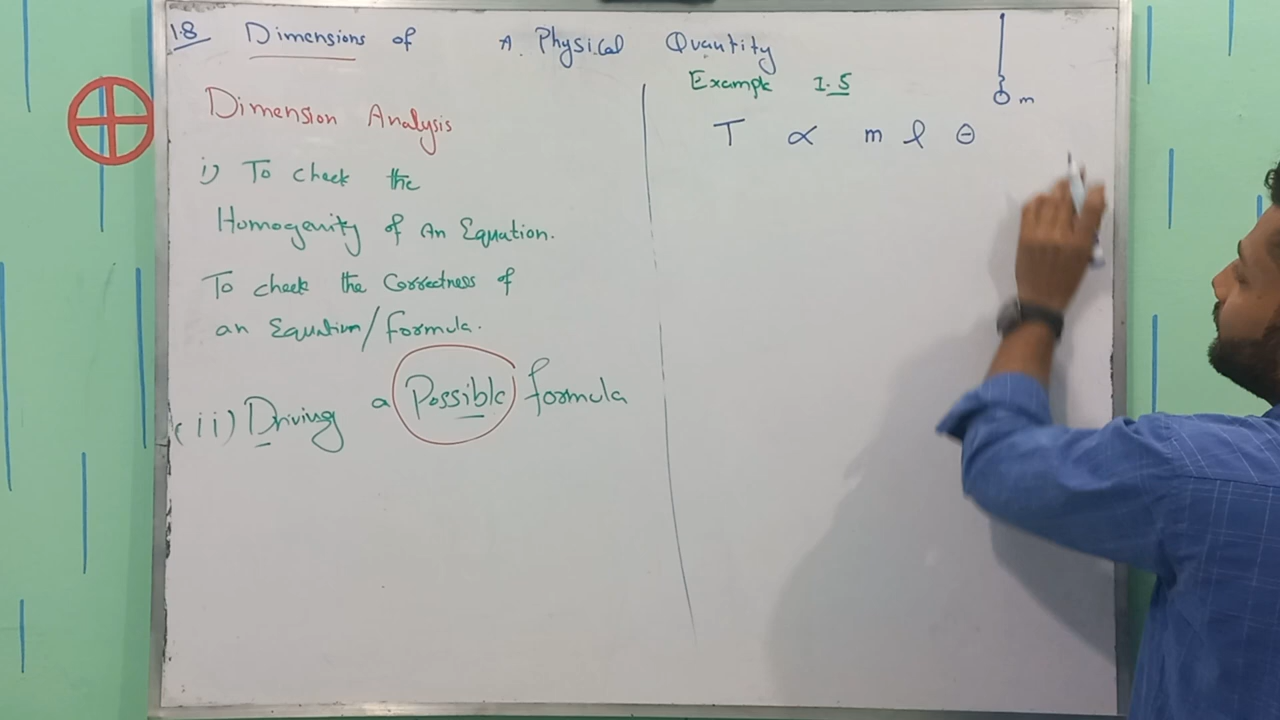 1.8 Dimensions of A. Physical Quantity
Dimension Analysis
i) To check the
Homogenity of An Equation.
To check the Correctness of
an Equation/formula.
(ii) Driving a Possible formula
Example 1.5
m
T ∝ m l θ